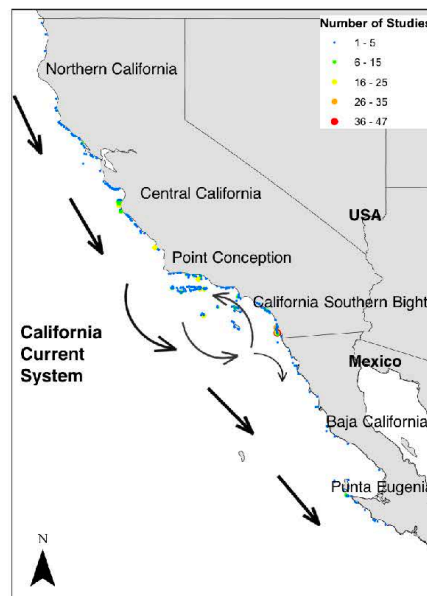 Number of Studies
1 - 5
6 - 15
16 - 25
26 - 35
36 - 47
Northern California
Central California
USA
Point Conception
California Southern Bight
California
Current
System
Mexico
Baja California
Punta Eugenia
N